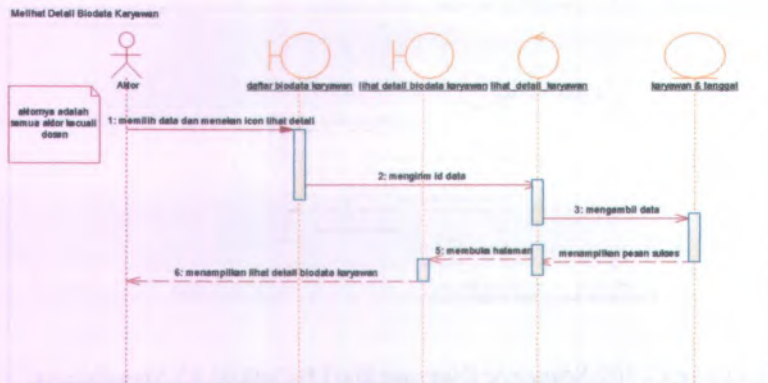 Melihat Detail Biodata Karyawan
Aktor
daftar biodata karyawan
lihat detail biodata karyawan
lihat_detail_karyawan
karyawan & tanggal
aktornya adalah
semua aktor kecuali
dosen
1: memilih data dan menekan icon lihat detail
2: mengirim id data
3: mengambil data
menampilkan pesan sukses
5: membuka halaman
6: menampilkan lihat detail biodata karyawan